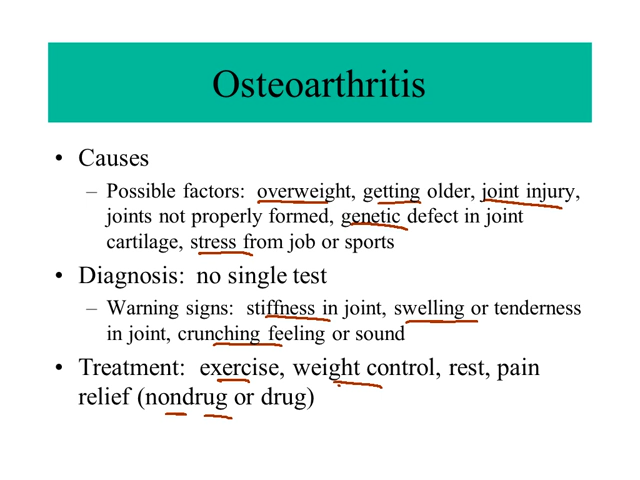 Osteoarthritis
• Causes
– Possible factors: overweight, getting older, joint injury,
joints not properly formed, genetic defect in joint
cartilage, stress from job or sports
• Diagnosis: no single test
– Warning signs: stiffness in joint, swelling or tenderness
in joint, crunching feeling or sound
• Treatment: exercise, weight control, rest, pain
relief (nondrug or drug)